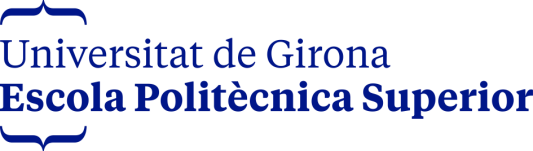 Universitat de Girona
Escola Politècnica Superior